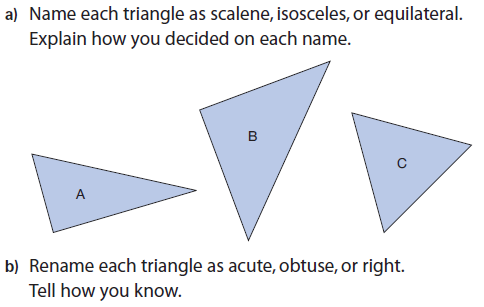 a) Name each triangle as scalene, isosceles, or equilateral.
Explain how you decided on each name.
A
B
C
b) Rename each triangle as acute, obtuse, or right.
Tell how you know.